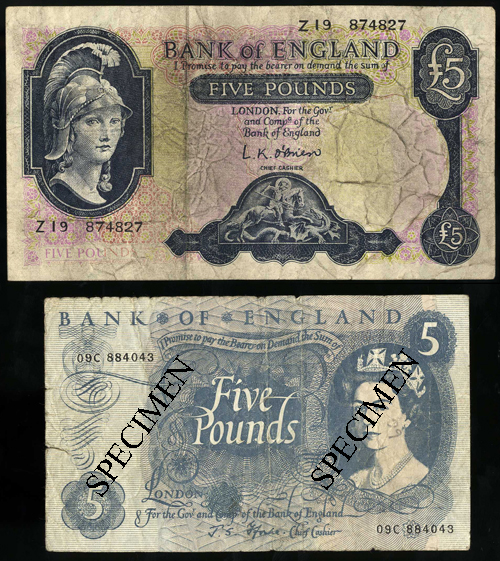 Z19 874827
BANK of ENGLAND
I Promise to pay the bearer on demand the sum of
FIVE POUNDS
£5
LONDON, For the Govr
and Compa of the
Bank of England
L.K. O'Brien
CHIEF CASHIER
Z19 874827
FIVE POUNDS
£5
BANK OF ENGLAND
I Promise to pay the Bearer on Demand the Sum of
5
09C 884043
SPECIMEN
SPECIMEN
Five
Pounds
5
LONDON
For the Govr and Compa of the Bank of England
Chief Cashier
09C 884043